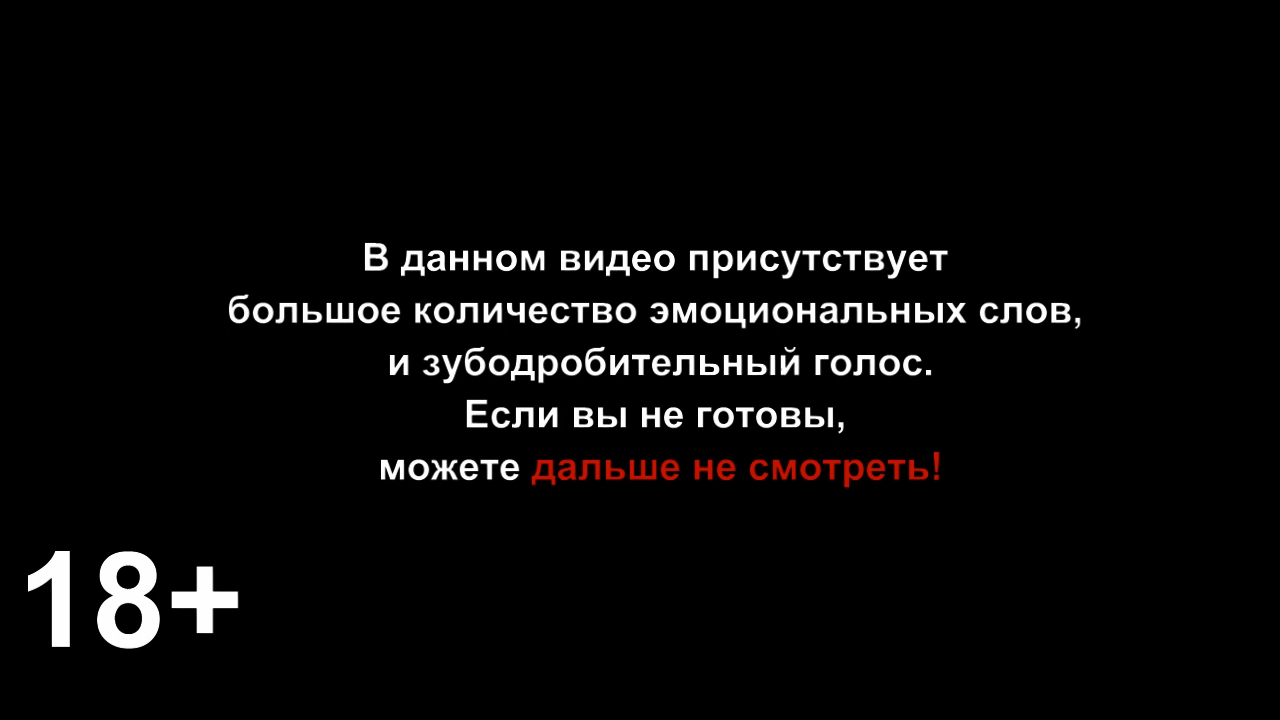 В данном видео присутствует
большое количество эмоциональных слов,
и зубодробительный голос.
Если вы не готовы,
можете дальше не смотреть!
18+